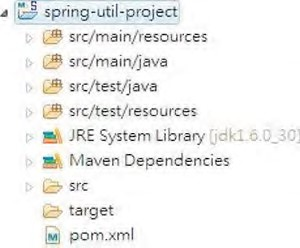 spring-util-project
src/main/resources
src/main/java
src/test/java
src/test/resources
JRE System Library [jdk1.6.0_30]
Maven Dependencies
src
target
pom.xml